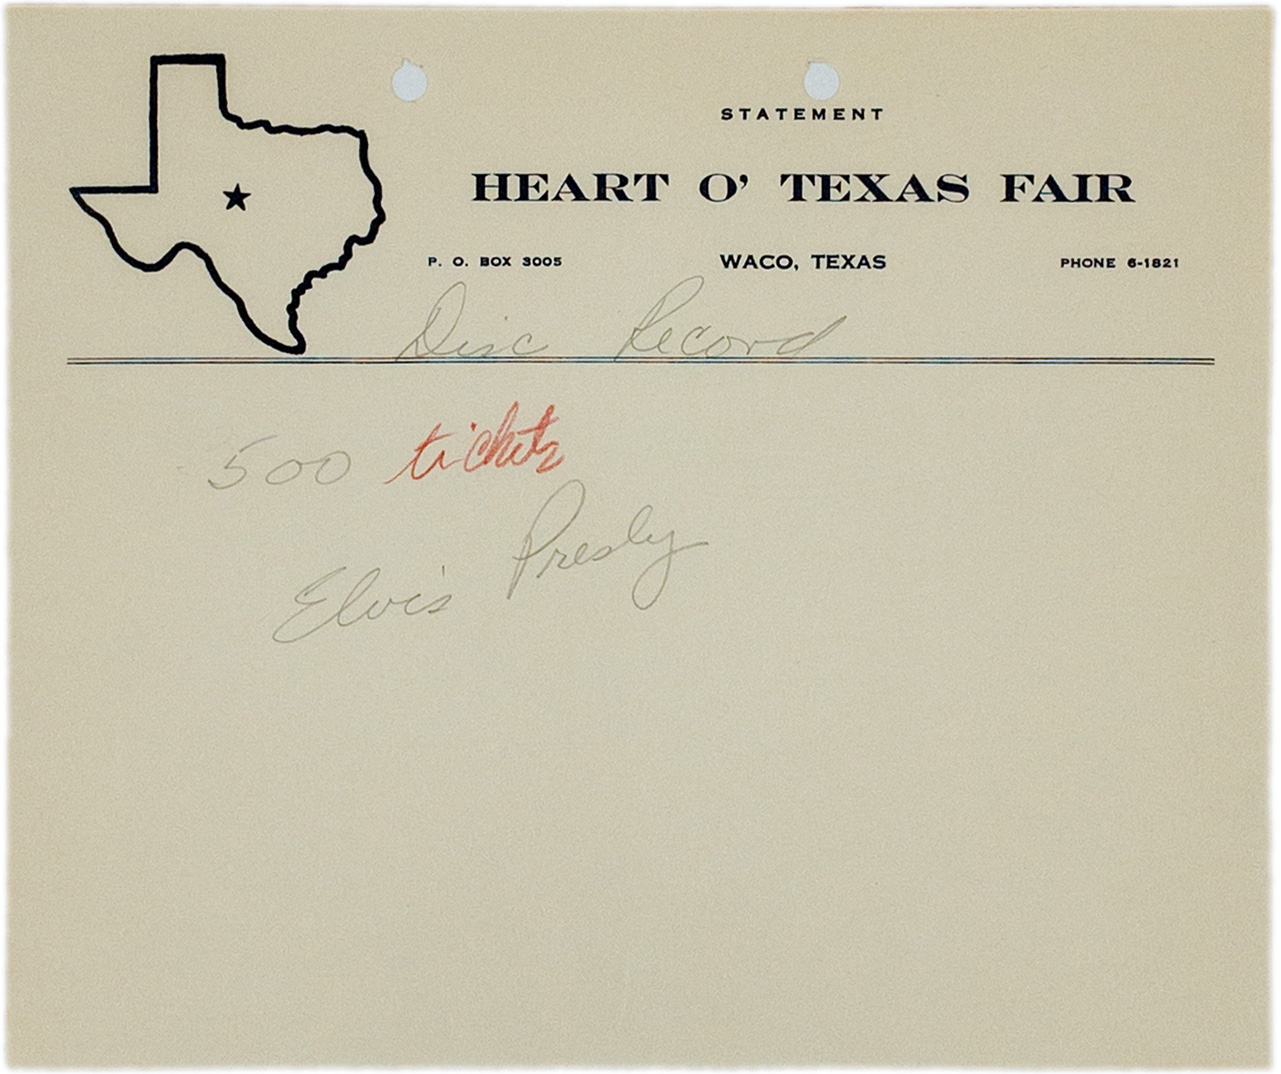 STATEMENT
HEART O' TEXAS FAIR
P. O. BOX 3005 WACO, TEXAS PHONE 6-1821
Disc Record
500 tickets
Elvis Presly